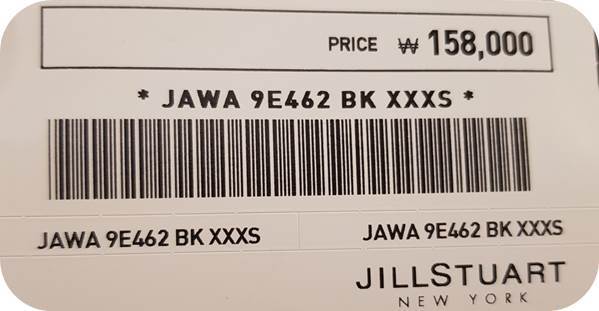 PRICE ₩ 158,000
* JAWA 9E462 BK XXXS *
JAWA 9E462 BK XXXS JAWA 9E462 BK XXXS
JILLSTUART
NEW YORK